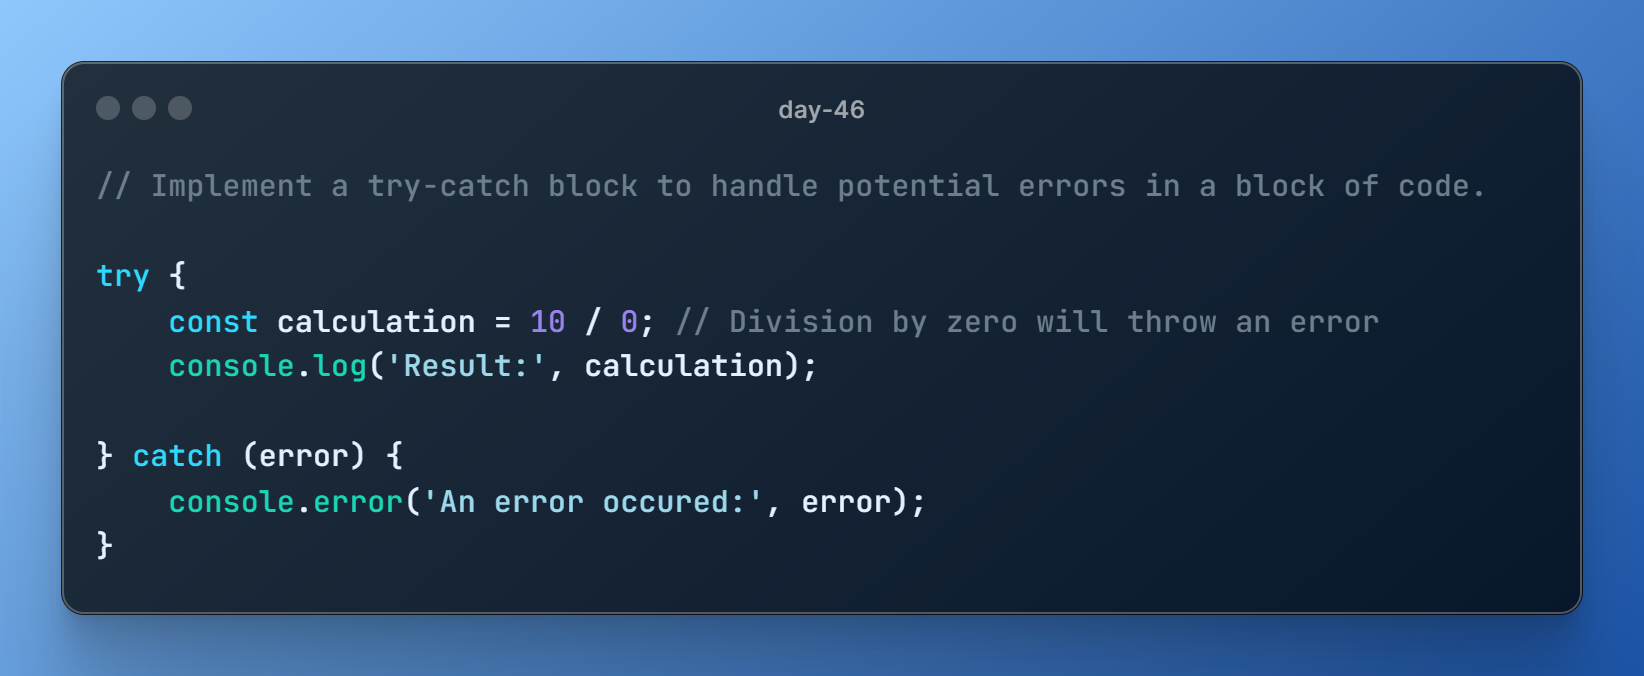 day-46
// Implement a try-catch block to handle potential errors in a block of code.
try {
    const calculation = 10 / 0; // Division by zero will throw an error
    console.log('Result:', calculation);
} catch (error) {
    console.error('An error occured:', error);
}